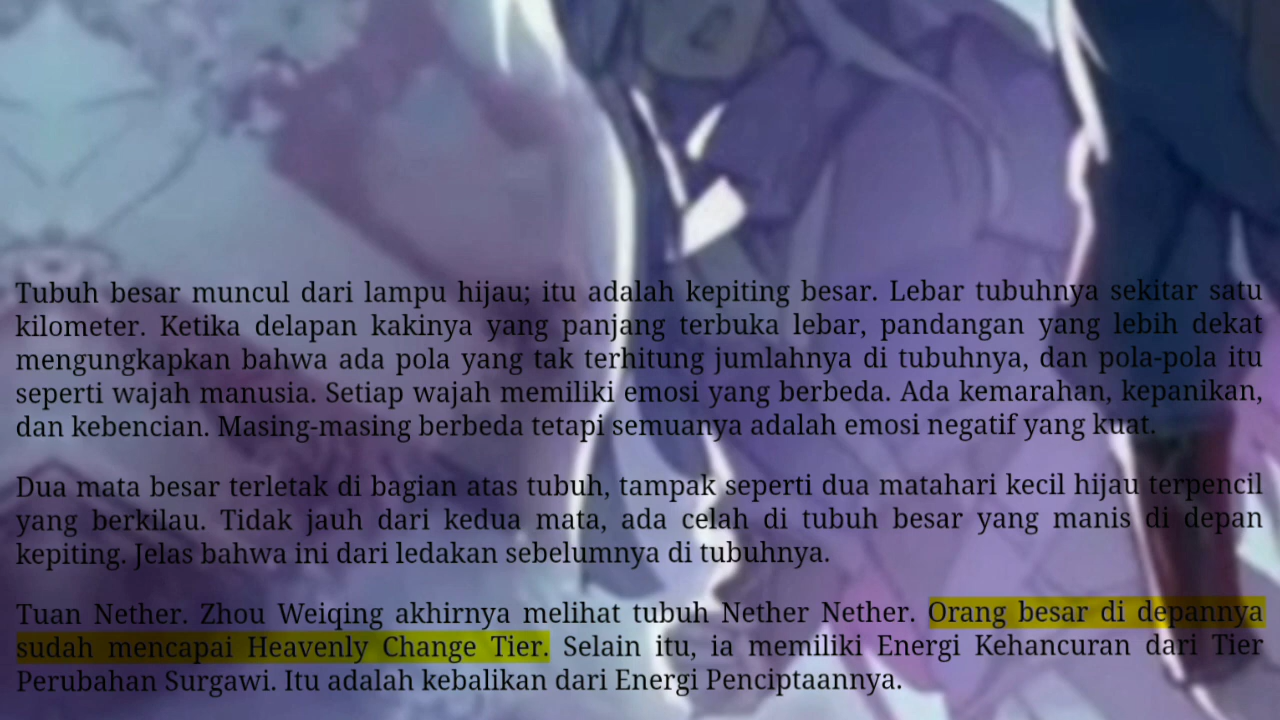 Tubuh besar muncul dari lampu hijau; itu adalah kepiting besar. Lebar tubuhnya sekitar satu
kilometer. Ketika delapan kakinya yang panjang terbuka lebar, pandangan yang lebih dekat
mengungkapkan bahwa ada pola yang tak terhitung jumlahnya di tubuhnya, dan pola-pola itu
seperti wajah manusia. Setiap wajah memiliki emosi yang berbeda. Ada kemarahan, kepanikan,
dan kebencian. Masing-masing berbeda tetapi semuanya adalah emosi negatif yang kuat.
Dua mata besar terletak di bagian atas tubuh, tampak seperti dua matahari kecil hijau terpencil
yang berkilau. Tidak jauh dari kedua mata, ada celah di tubuh besar yang manis di depan
kepiting. Jelas bahwa ini dari ledakan sebelumnya di tubuhnya.
Tuan Nether. Zhou Weiqing akhirnya melihat tubuh Nether Nether. Orang besar di depannya
sudah mencapai Heavenly Change Tier. Selain itu, ia memiliki Energi Kehancuran dari Tier
Perubahan Surgawi. Itu adalah kebalikan dari Energi Penciptaannya.